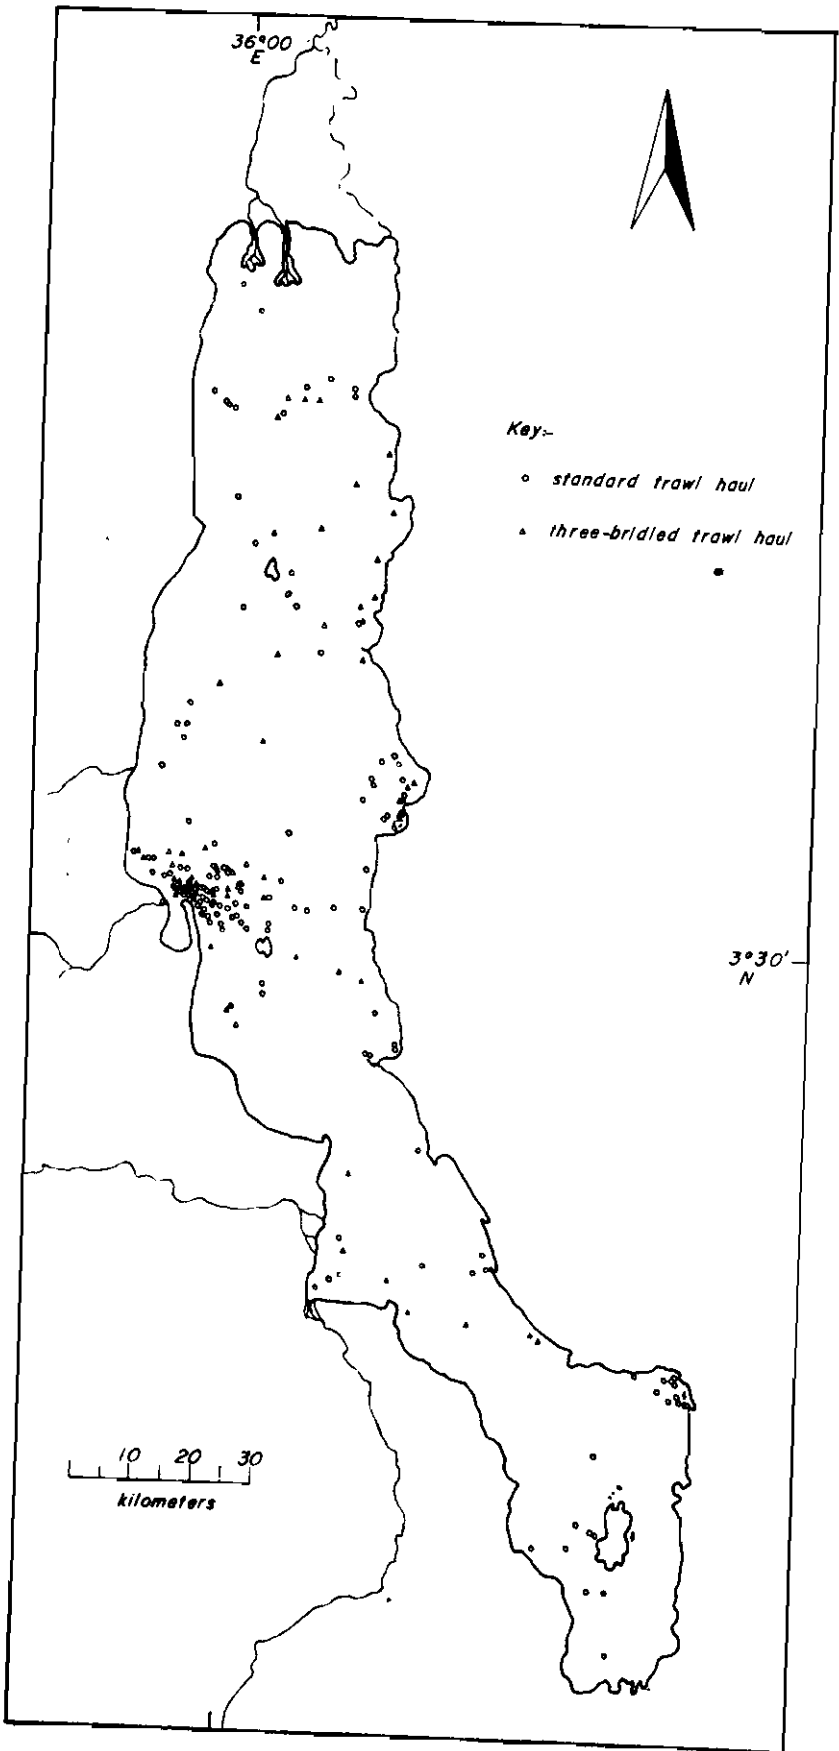 36°00
E
Key:-
standard trawl haul
three-bridled trawl haul
3°30'
N
10 20 30
kilometers